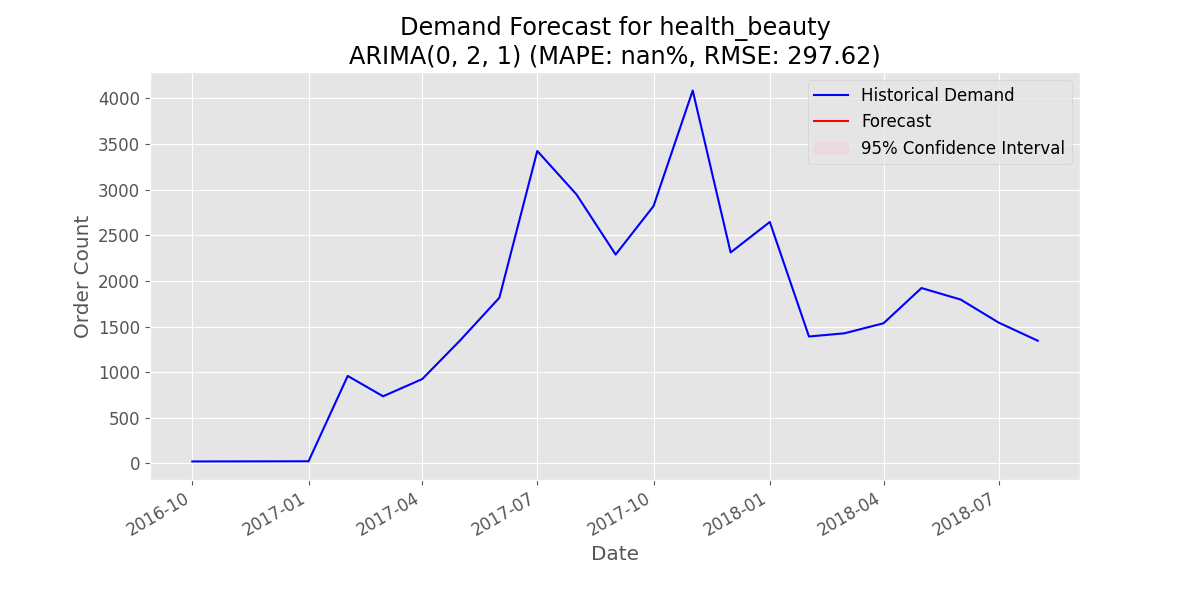 Demand Forecast for health_beauty
ARIMA(0, 2, 1) (MAPE: nan%, RMSE: 297.62)
Historical Demand
Forecast
95% Confidence Interval
4000
3500
3000
2500
2000
1500
1000
500
0
Order Count
2016-10
2017-01
2017-04
2017-07
2017-10
2018-01
2018-04
2018-07
Date